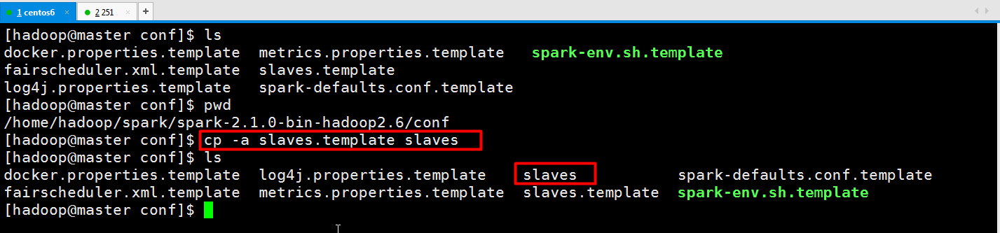 1 centos6 × 2 251 × +
[hadoop@master conf]$ ls
docker.properties.template metrics.properties.template spark-env.sh.template
fairscheduler.xml.template slaves.template
log4j.properties.template spark-defaults.conf.template
[hadoop@master conf]$ pwd
/home/hadoop/spark/spark-2.1.0-bin-hadoop2.6/conf
[hadoop@master conf]$ cp -a slaves.template slaves
[hadoop@master conf]$ ls
docker.properties.template log4j.properties.template slaves spark-defaults.conf.template
fairscheduler.xml.template metrics.properties.template slaves.template spark-env.sh.template
[hadoop@master conf]$